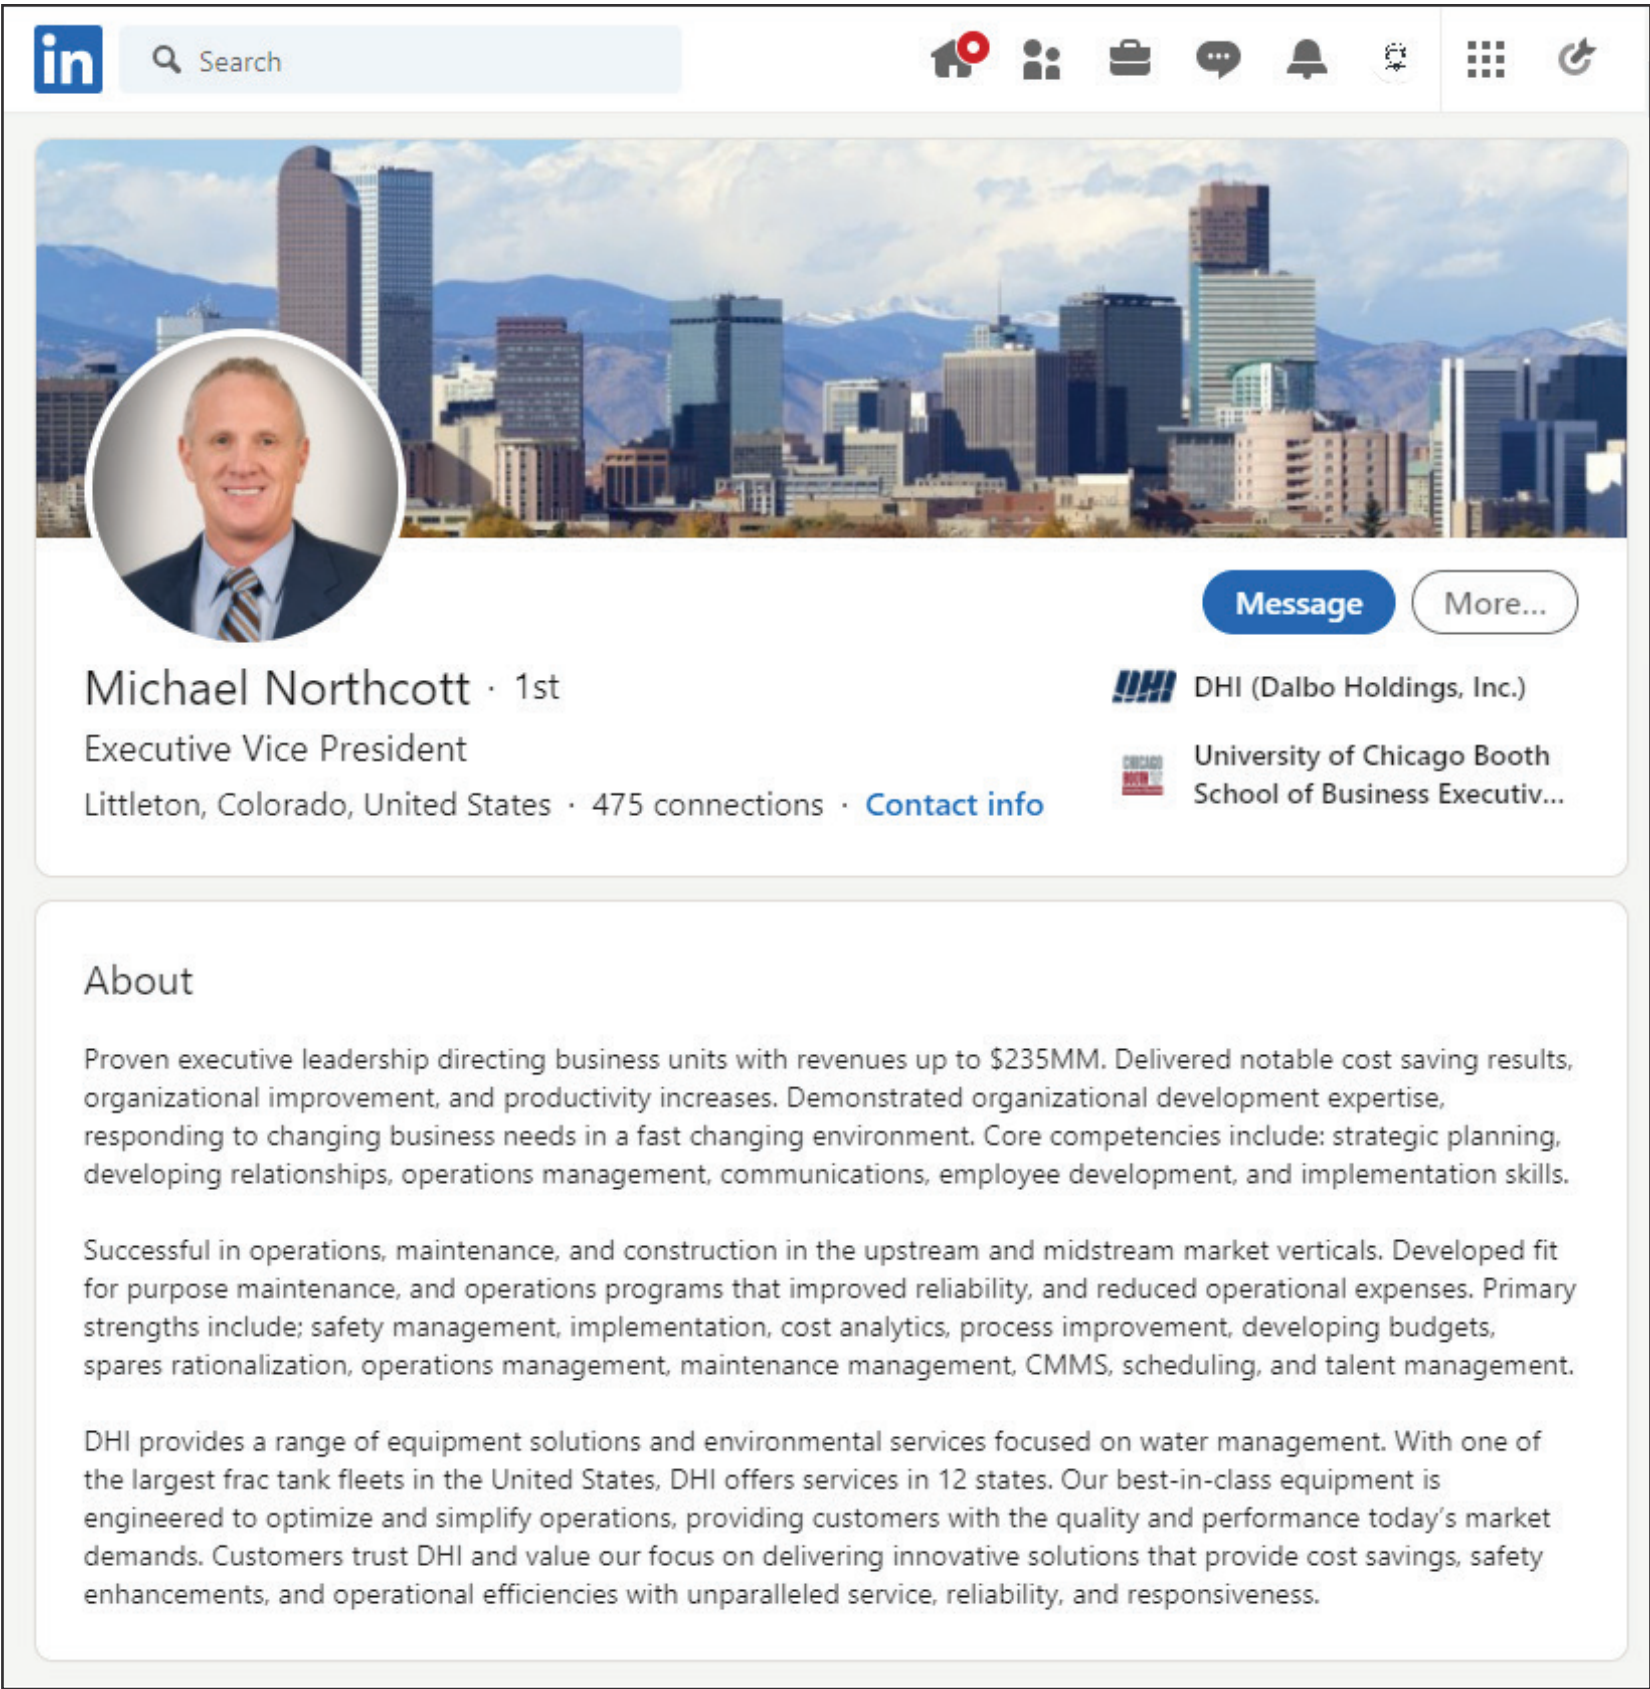 in
Search
Message
More...
Michael Northcott · 1st
DHI
DHI (Dalbo Holdings, Inc.)
Executive Vice President
CHICAGO
BOOTH
University of Chicago Booth
School of Business Executiv...
Littleton, Colorado, United States · 475 connections · Contact info
About
Proven executive leadership directing business units with revenues up to $235MM. Delivered notable cost saving results,
organizational improvement, and productivity increases. Demonstrated organizational development expertise,
responding to changing business needs in a fast changing environment. Core competencies include: strategic planning,
developing relationships, operations management, communications, employee development, and implementation skills.
Successful in operations, maintenance, and construction in the upstream and midstream market verticals. Developed fit
for purpose maintenance, and operations programs that improved reliability, and reduced operational expenses. Primary
strengths include; safety management, implementation, cost analytics, process improvement, developing budgets,
spares rationalization, operations management, maintenance management, CMMS, scheduling, and talent management.
DHI provides a range of equipment solutions and environmental services focused on water management. With one of
the largest frac tank fleets in the United States, DHI offers services in 12 states. Our best-in-class equipment is
engineered to optimize and simplify operations, providing customers with the quality and performance today’s market
demands. Customers trust DHI and value our focus on delivering innovative solutions that provide cost savings, safety
enhancements, and operational efficiencies with unparalleled service, reliability, and responsiveness.